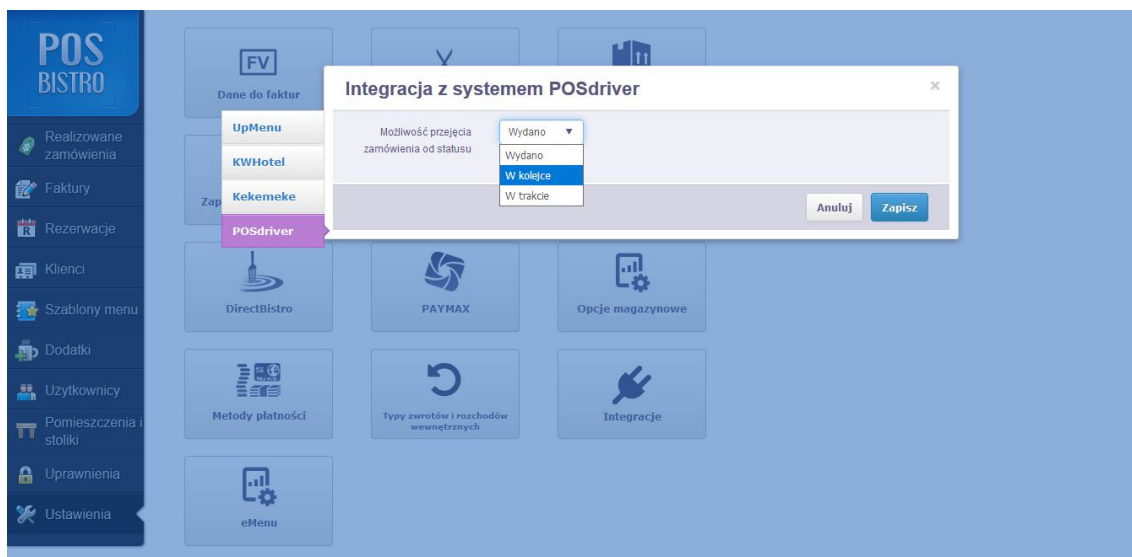 POS
BISTRO
Realizowane
zamówienia
Faktury
Rezerwacje
Klienci
Szablony menu
Dodatki
Użytkownicy
Pomieszczenia i
stoliki
Uprawnienia
Ustawienia
FV
Dane do faktur
Zap
UpMenu
KWHotel
Kekemeke
POSdriver
Integracja z systemem POSdriver
×
Możliwość przejęcia
zamówienia od statusu
Wydano
Wydano
W kolejce
W trakcie
Anuluj
Zapisz
DirectBistro
PAYMAX
Opcje magazynowe
Metody płatności
Typy zwrotów i rozchodów
wewnętrznych
Integracje
eMenu